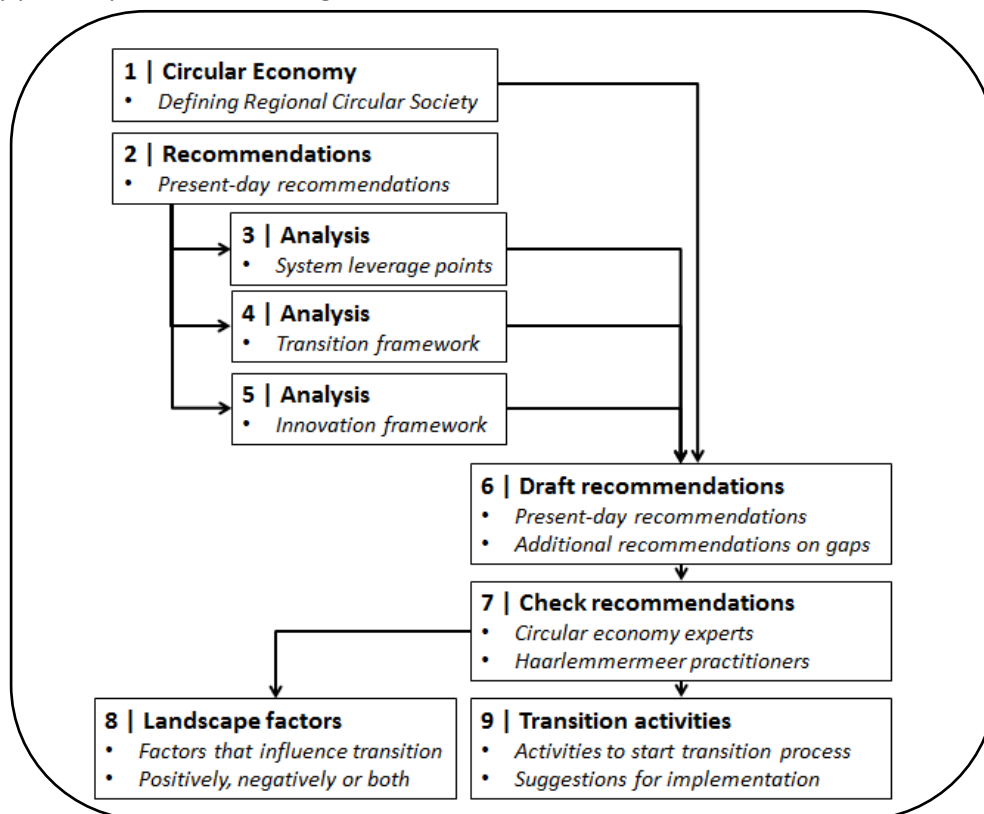 1 | Circular Economy
• Defining Regional Circular Society
2 | Recommendations
• Present-day recommendations
3 | Analysis
• System leverage points
4 | Analysis
• Transition framework
5 | Analysis
• Innovation framework
6 | Draft recommendations
• Present-day recommendations
• Additional recommendations on gaps
7 | Check recommendations
• Circular economy experts
• Haarlemmermeer practitioners
8 | Landscape factors
• Factors that influence transition
• Positively, negatively or both
9 | Transition activities
• Activities to start transition process
• Suggestions for implementation